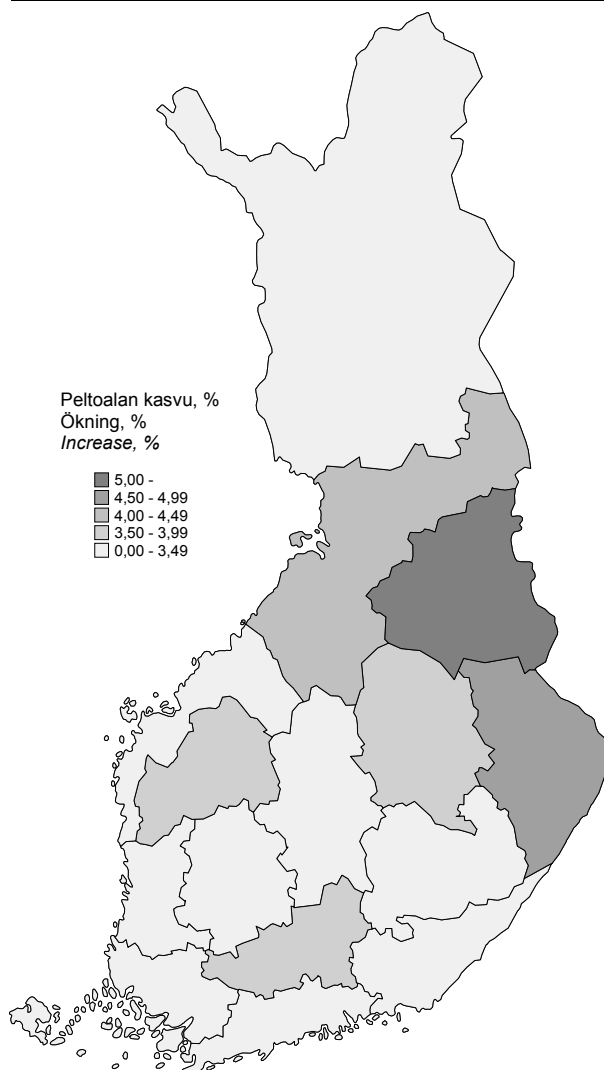 Peltoalan kasvu, %
Ökning, %
Increase, %
5,00 -
4,50 - 4,99
4,00 - 4,49
3,50 - 3,99
0,00 - 3,49